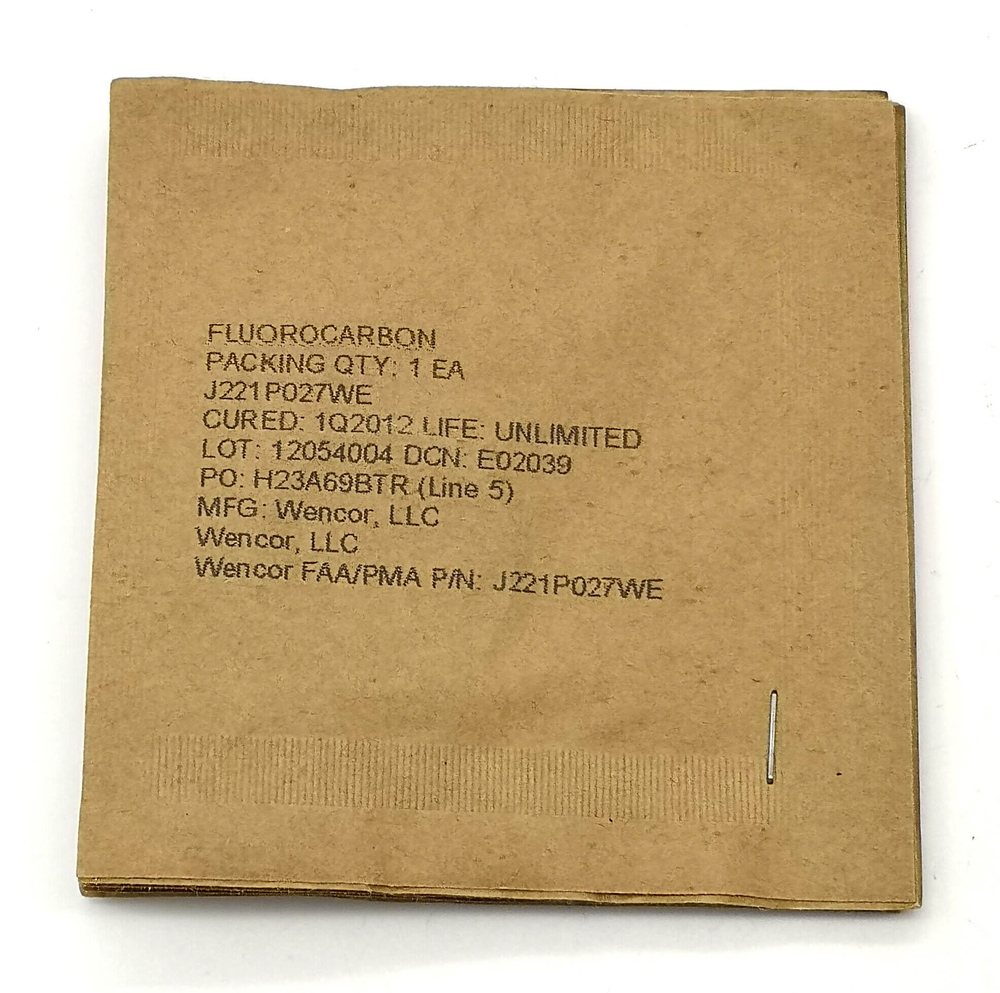 FLUOROCARBON
PACKING QTY: 1 EA
J221P027WE
CURED: 1Q2012 LIFE: UNLIMITED
LOT: 12054004 DCN: E02039
PO: H23A69BTR (Line 5)
MFG: Wencor, LLC
Wencor, LLC
Wencor FAA/PMA P/N: J221P027WE